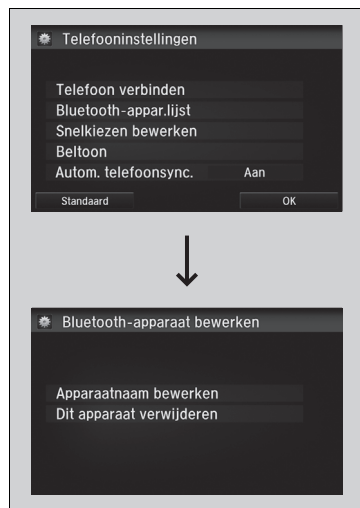 Telefooninstellingen
Telefoon verbinden
Bluetooth-appar.lijst
Snelkiezen bewerken
Beltoon
Autom. telefoonsync. Aan
Standaard OK
Bluetooth-apparaat bewerken
Apparaatnaam bewerken
Dit apparaat verwijderen